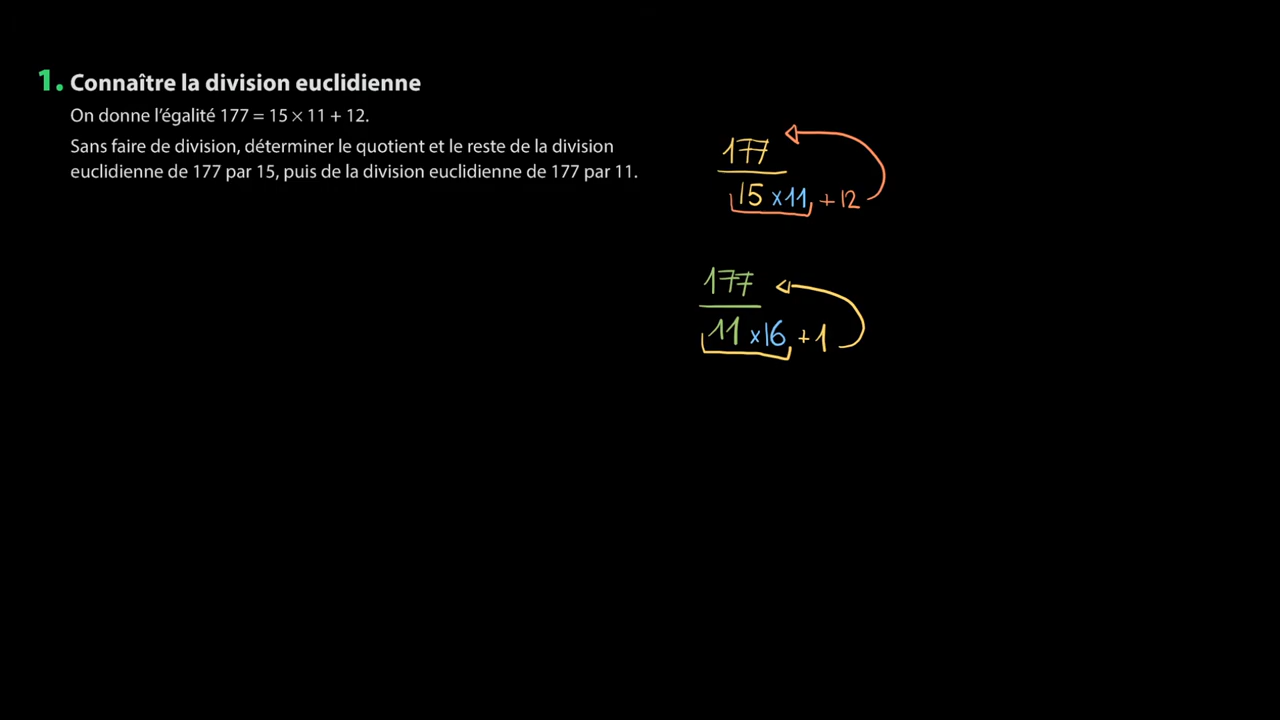 1. Connaître la division euclidienne
On donne l'égalité 177 = 15 × 11 + 12.
Sans faire de division, déterminer le quotient et le reste de la division
euclidienne de 177 par 15, puis de la division euclidienne de 177 par 11.
177
15 ×11 + 12
177
11 ×16 + 1